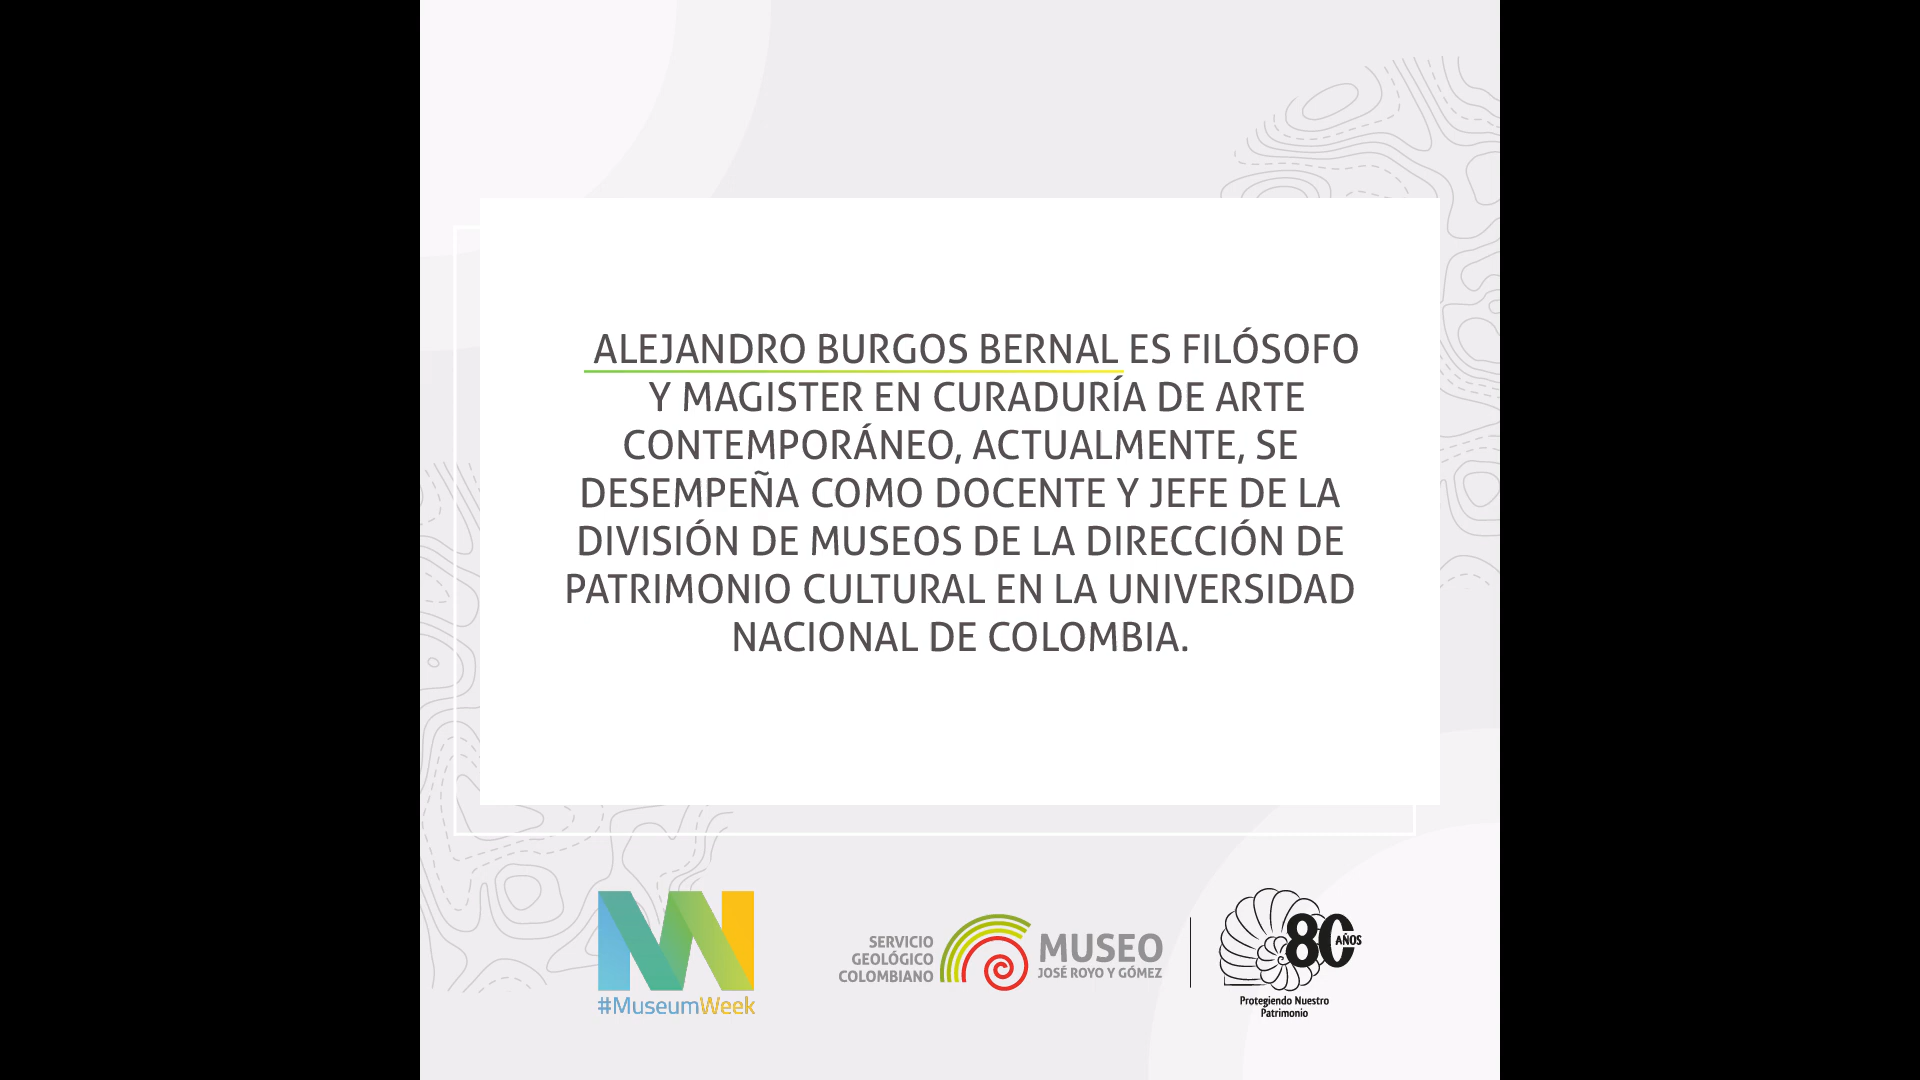 ALEJANDRO BURGOS BERNAL ES FILÓSOFO
Y MAGISTER EN CURADURÍA DE ARTE
CONTEMPORÁNEO, ACTUALMENTE, SE
DESEMPEÑA COMO DOCENTE Y JEFE DE LA
DIVISIÓN DE MUSEOS DE LA DIRECCIÓN DE
PATRIMONIO CULTURAL EN LA UNIVERSIDAD
NACIONAL DE COLOMBIA.
#MuseumWeek
SERVICIO
GEOLÓGICO
COLOMBIANO
MUSEO
JOSÉ ROYO Y GÓMEZ
80 AÑOS
Protegiendo Nuestro
Patrimonio